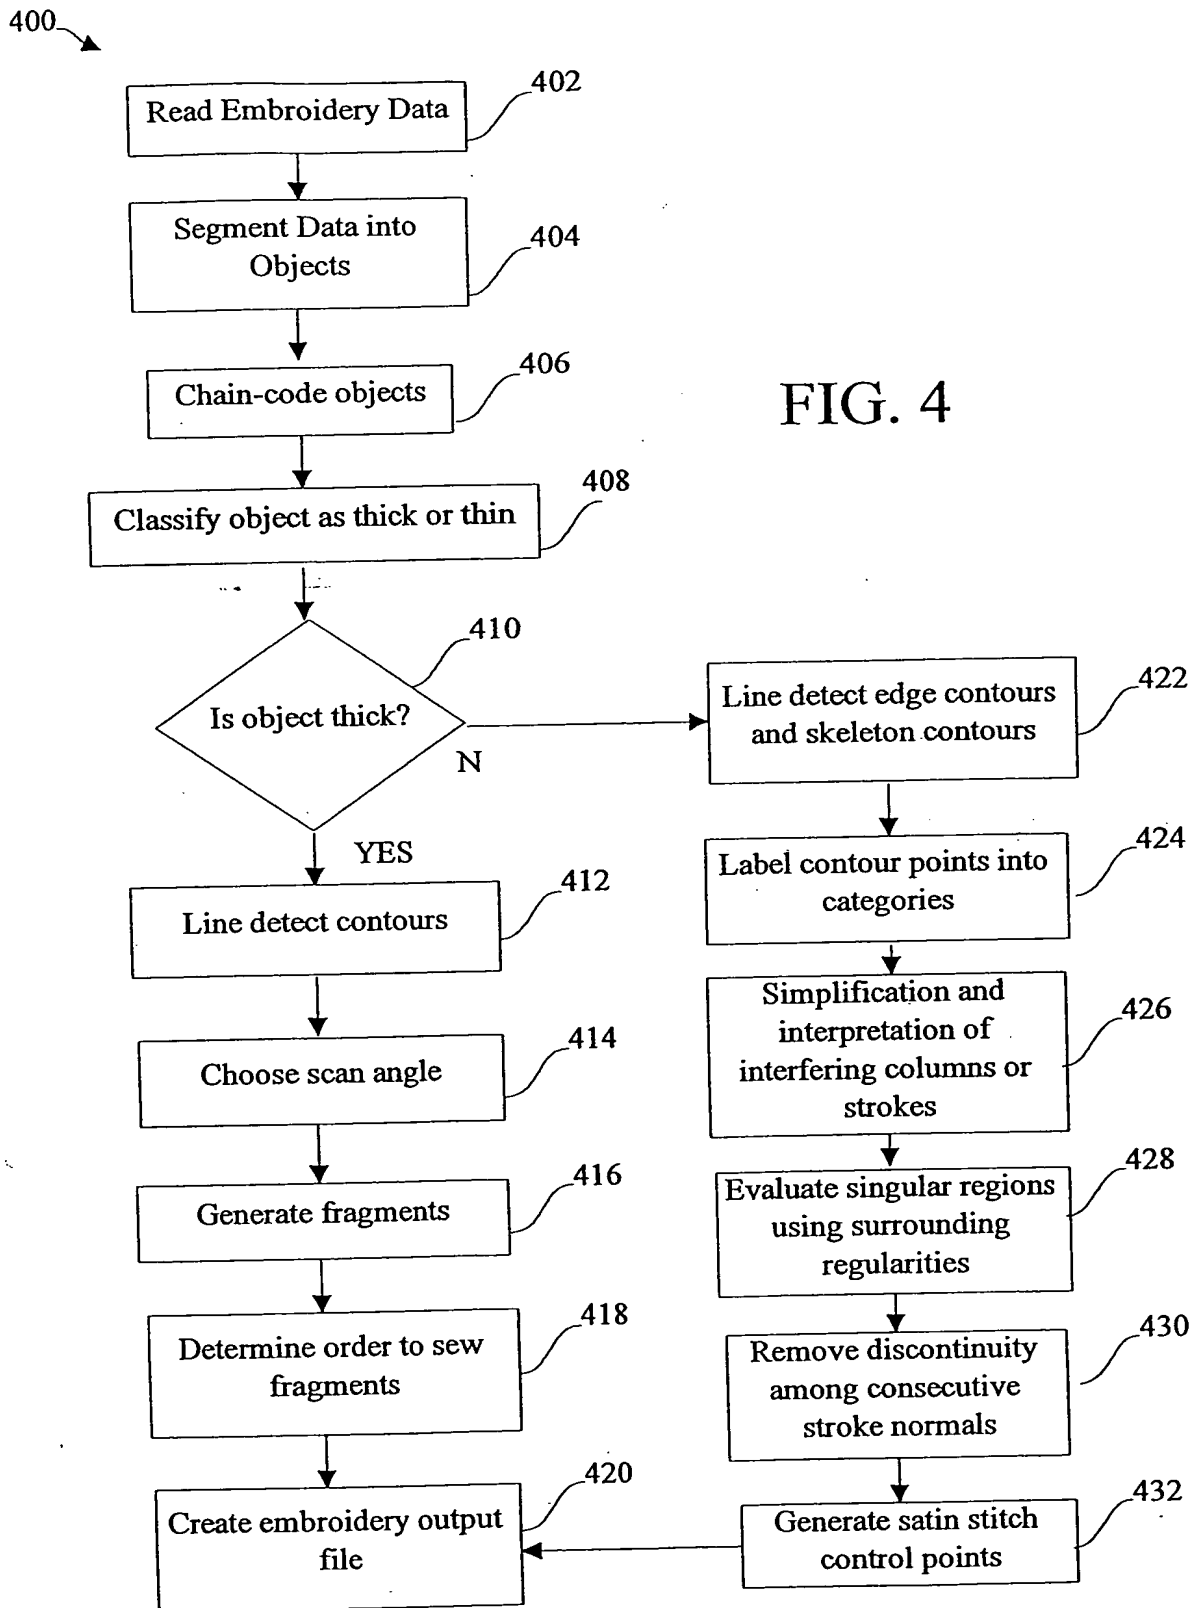 400
Read Embroidery Data
402
Segment Data into
Objects
404
Chain-code objects
406
FIG. 4
Classify object as thick or thin
408
Is object thick?
410
N
YES
Line detect contours
412
Choose scan angle
414
Generate fragments
416
Determine order to sew
fragments
418
Create embroidery output
file
420
Line detect edge contours
and skeleton contours
422
Label contour points into
categories
424
Simplification and
interpretation of
interfering columns or
strokes
426
Evaluate singular regions
using surrounding
regularities
428
Remove discontinuity
among consecutive
stroke normals
430
Generate satin stitch
control points
432